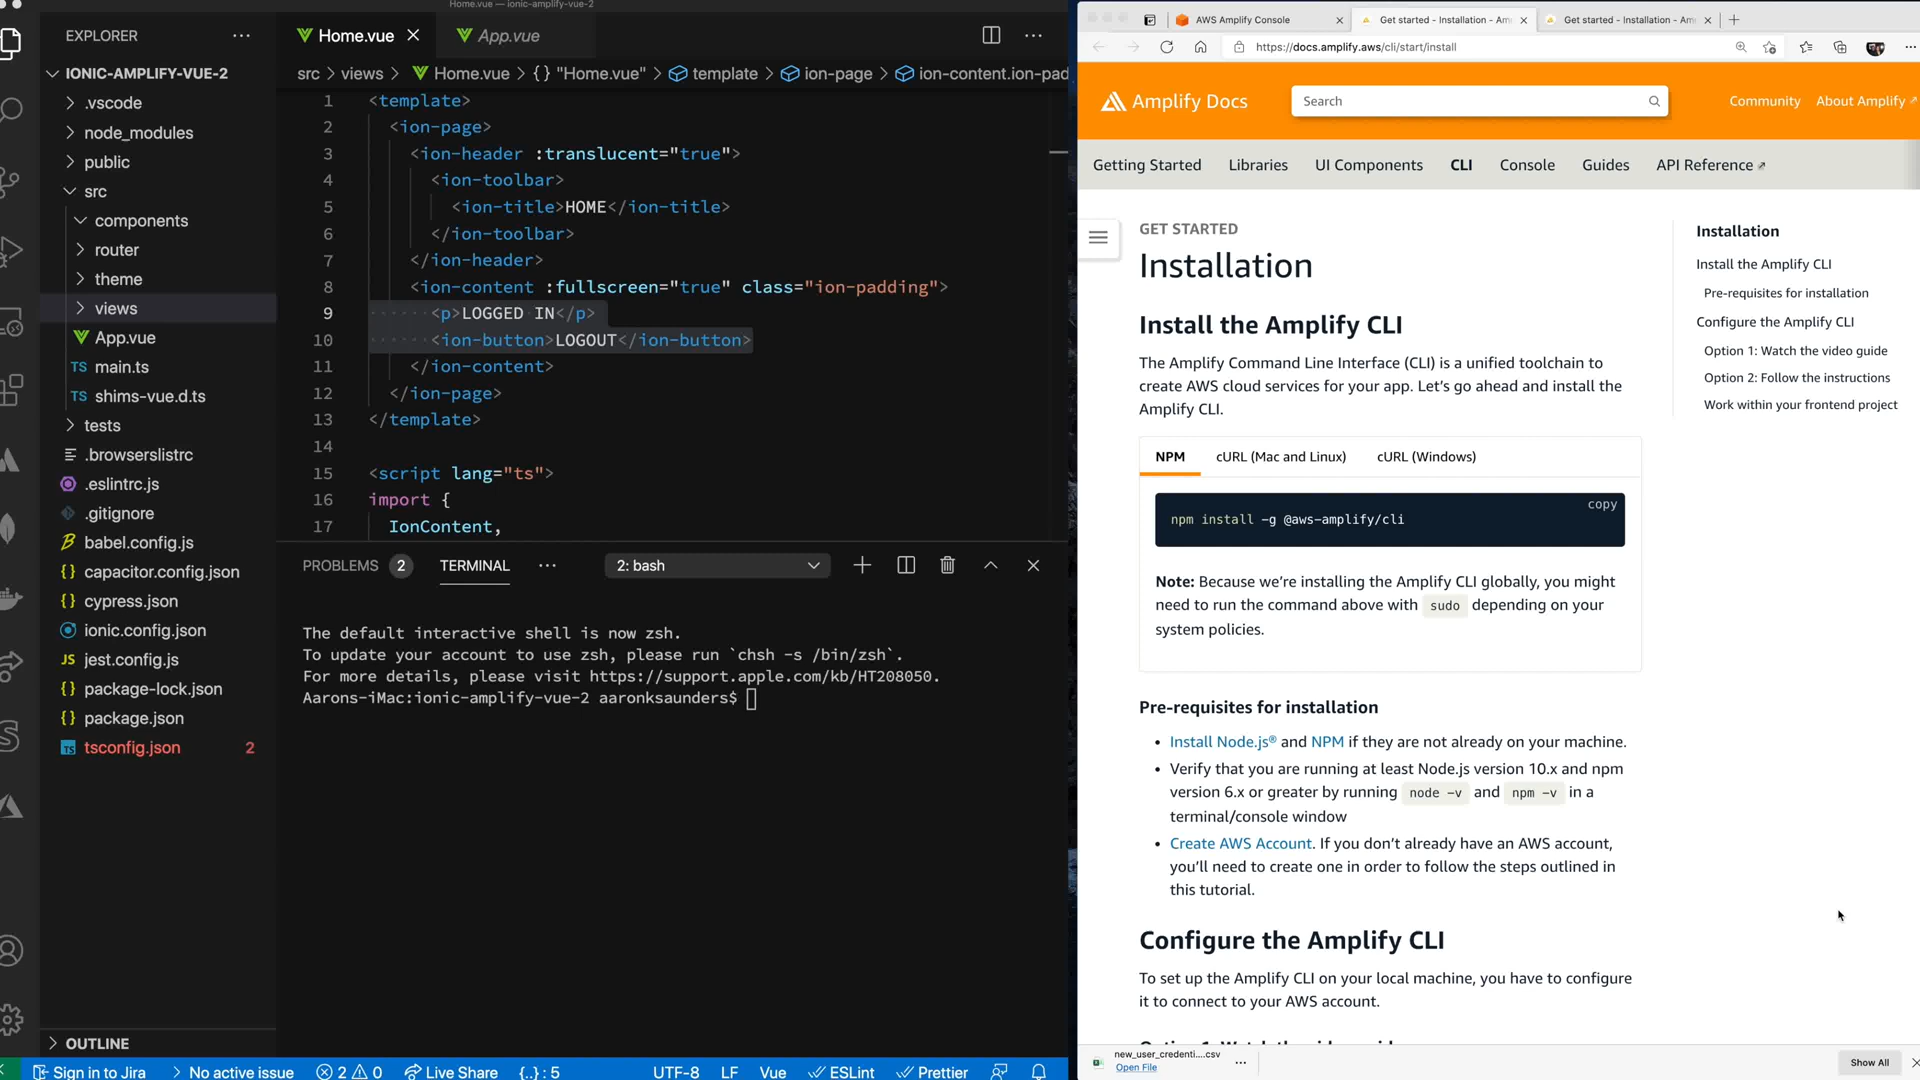 Home.vue — ionic-amplify-vue-2
EXPLORER
IONIC-AMPLIFY-VUE-2
.vscode
node_modules
public
src
components
router
theme
views
App.vue
TS main.ts
TS shims-vue.d.ts
tests
.browserslistrc
.eslintrc.js
.gitignore
babel.config.js
{} capacitor.config.json
{} cypress.json
ionic.config.json
JS jest.config.js
{} package-lock.json
{} package.json
TS tsconfig.json 2
OUTLINE
Home.vue
App.vue
src > views > Home.vue > {} "Home.vue" > template > ion-page > ion-content.ion-pad
1 <template>
2 <ion-page>
3 <ion-header :translucent="true">
4 <ion-toolbar>
5 <ion-title>HOME</ion-title>
6 </ion-toolbar>
7 </ion-header>
8 <ion-content :fullscreen="true" class="ion-padding">
9 <p>LOGGED IN</p>
10 <ion-button>LOGOUT</ion-button>
11 </ion-content>
12 </ion-page>
13 </template>
14
15 <script lang="ts">
16 import {
17 IonContent,
PROBLEMS 2 TERMINAL ··· 2: bash
The default interactive shell is now zsh.
To update your account to use zsh, please run `chsh -s /bin/zsh`.
For more details, please visit https://support.apple.com/kb/HT208050.
Aarons-iMac:ionic-amplify-vue-2 aaronksaunders$
Sign in to Jira No active issue 2 0 Live Share {..} : 5 UTF-8 LF Vue ESLint Prettier
AWS Amplify Console
Get started - Installation - Am
Get started - Installation - Am
https://docs.amplify.aws/cli/start/install
Amplify Docs
Search
Community
About Amplify
Getting Started Libraries UI Components CLI Console Guides API Reference
GET STARTED
Installation
Install the Amplify CLI
The Amplify Command Line Interface (CLI) is a unified toolchain to
create AWS cloud services for your app. Let's go ahead and install the
Amplify CLI.
NPM cURL (Mac and Linux) cURL (Windows)
copy
npm install -g @aws-amplify/cli
Note: Because we're installing the Amplify CLI globally, you might
need to run the command above with sudo depending on your
system policies.
Pre-requisites for installation
• Install Node.js® and NPM if they are not already on your machine.
• Verify that you are running at least Node.js version 10.x and npm
version 6.x or greater by running node -v and npm -v in a
terminal/console window
• Create AWS Account. If you don't already have an AWS account,
you'll need to create one in order to follow the steps outlined in
this tutorial.
Configure the Amplify CLI
To set up the Amplify CLI on your local machine, you have to configure
it to connect to your AWS account.
Installation
Install the Amplify CLI
Pre-requisites for installation
Configure the Amplify CLI
Option 1: Watch the video guide
Option 2: Follow the instructions
Work within your frontend project
new_user_credenti....csv
Open File
Show All